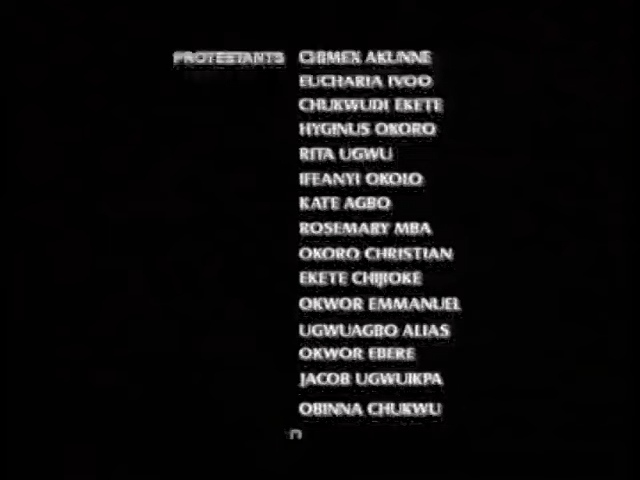 PROTESTANTS CHIMEX AKUNNE
EUCHARIA IVOO
CHUKWUDI EKETE
HYGINUS OKORO
RITA UGWU
IFEANYI OKOLO
KATE AGBO
ROSEMARY MBA
OKORO CHRISTIAN
EKETE CHIJIOKE
OKWOR EMMANUEL
UGWUAGBO ALIAS
OKWOR EBERE
JACOB UGWUIKPA
OBINNA CHUKWU